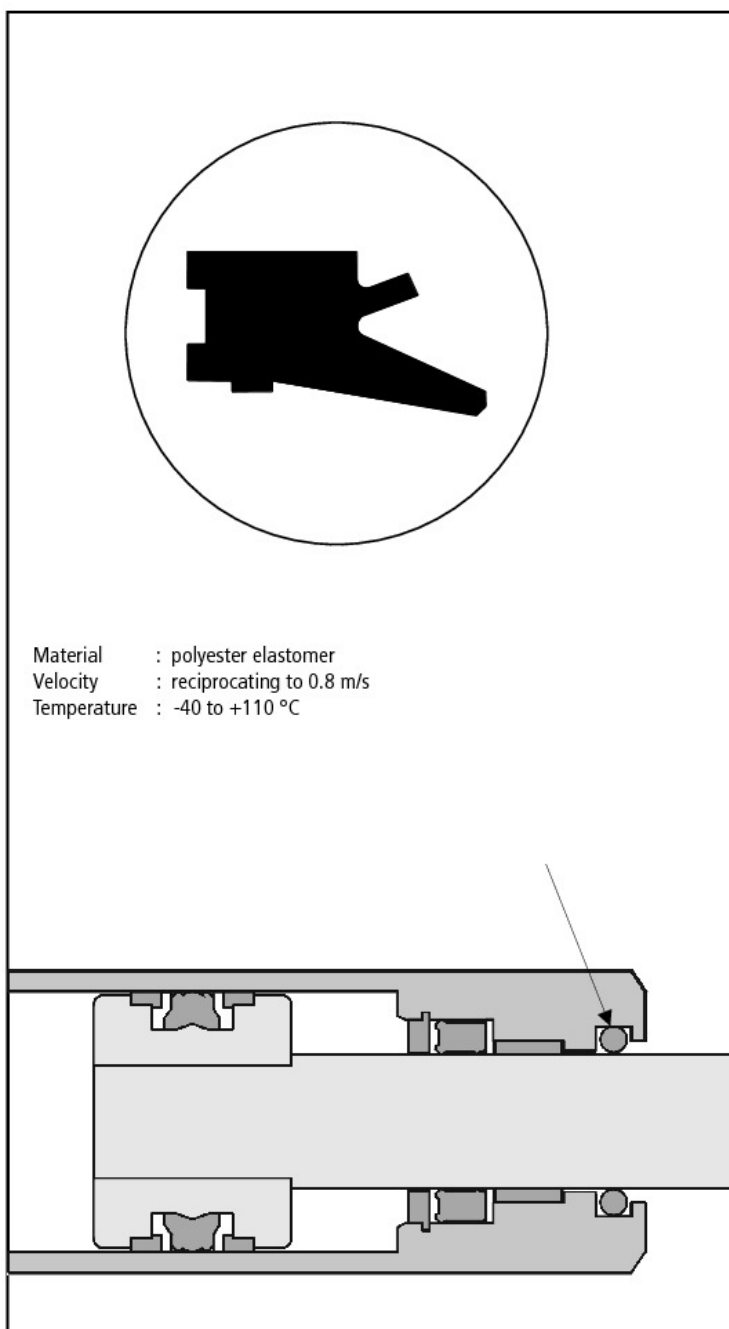 Material : polyester elastomer
Velocity : reciprocating to 0.8 m/s
Temperature : -40 to +110 °C